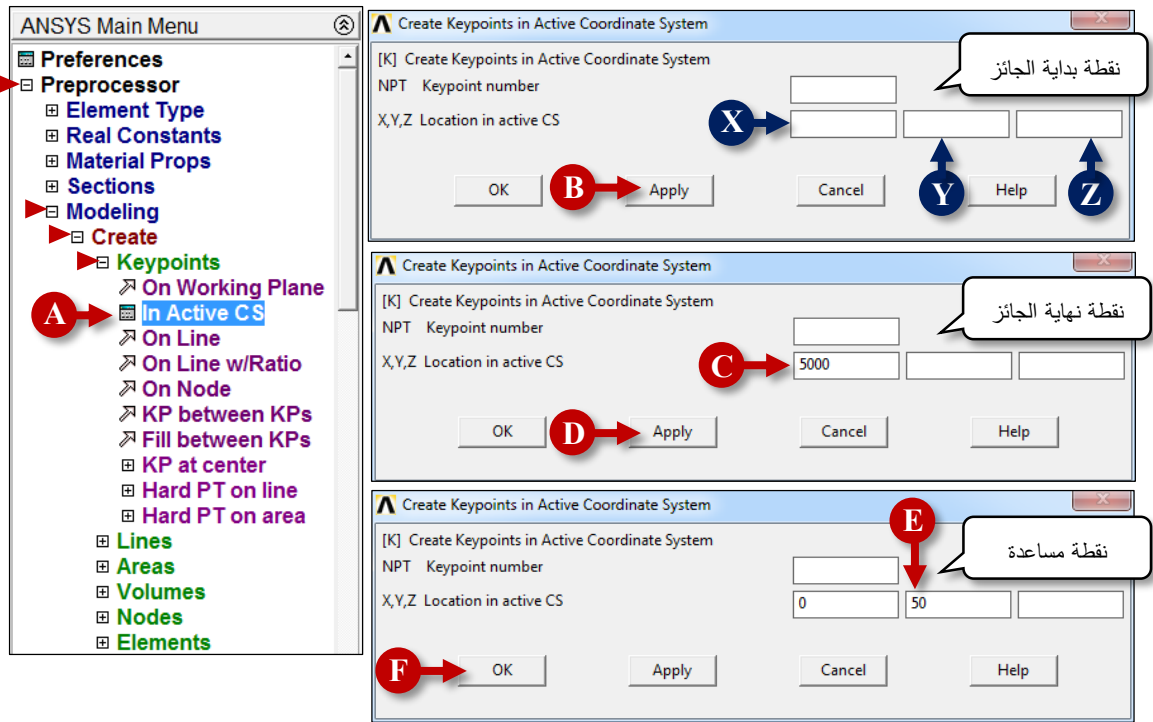 ANSYS Main Menu
Preferences
Preprocessor
Element Type
Real Constants
Material Props
Sections
Modeling
Create
Keypoints
On Working Plane
A
In Active CS
On Line
On Line w/Ratio
On Node
KP between KPs
Fill between KPs
KP at center
Hard PT on line
Hard PT on area
Lines
Areas
Volumes
Nodes
Elements
Create Keypoints in Active Coordinate System
[K] Create Keypoints in Active Coordinate System
نقطة بداية الجائز
NPT Keypoint number
X,Y,Z Location in active CS
X
Y
Z
OK
B
Apply
Cancel
Help
Create Keypoints in Active Coordinate System
[K] Create Keypoints in Active Coordinate System
نقطة نهاية الجائز
NPT Keypoint number
X,Y,Z Location in active CS
C
5000
OK
D
Apply
Cancel
Help
Create Keypoints in Active Coordinate System
E
[K] Create Keypoints in Active Coordinate System
نقطة مساعدة
NPT Keypoint number
X,Y,Z Location in active CS
0
50
F
OK
Apply
Cancel
Help